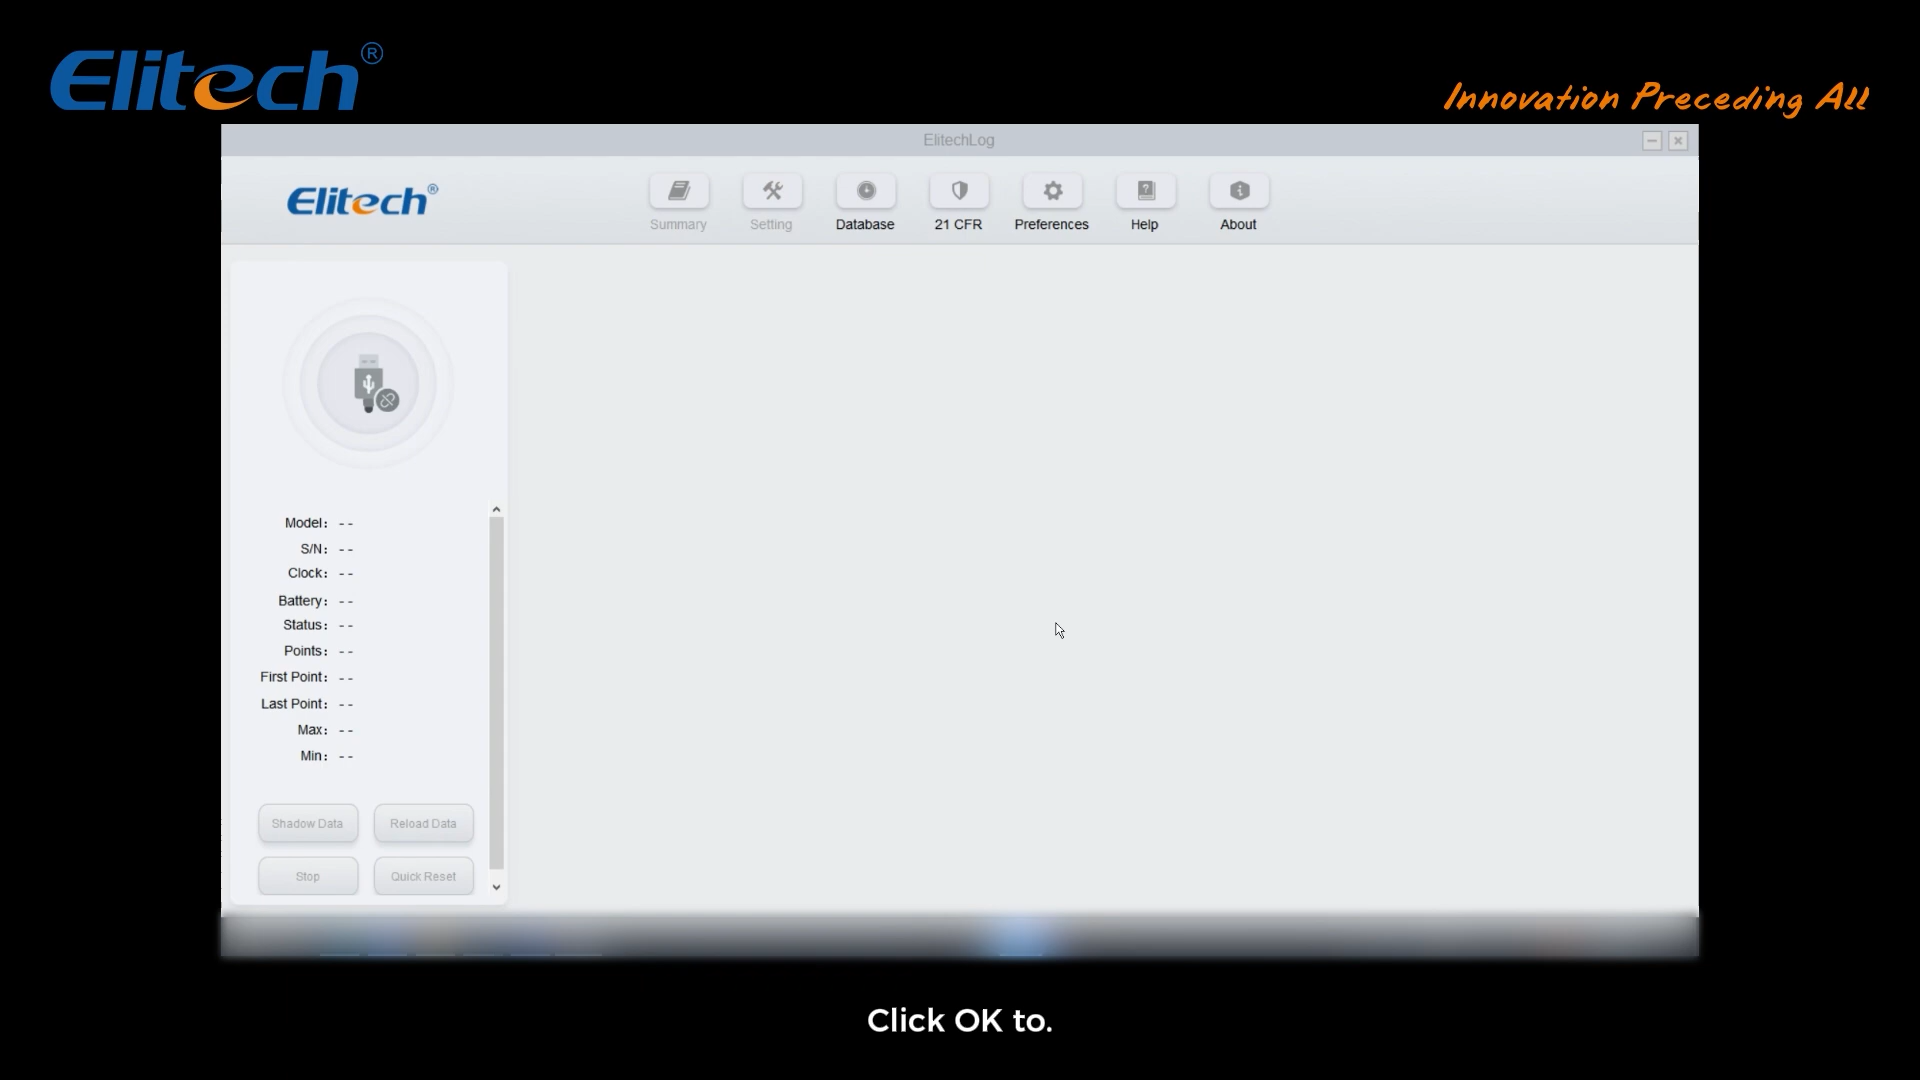 Elitech®
Innovation Preceding All
ElitechLog
Elitech®
Summary
Setting
Database
21 CFR
Preferences
Help
About
Model: --
S/N: --
Clock: --
Battery: --
Status: --
Points: --
First Point: --
Last Point: --
Max: --
Min: --
Shadow Data
Reload Data
Stop
Quick Reset
Click OK to.